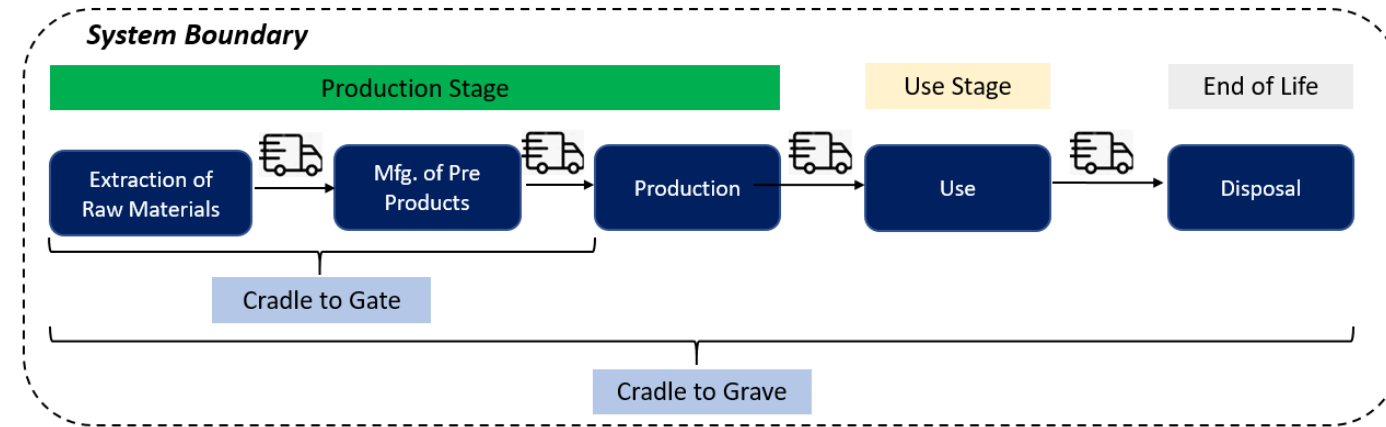 System Boundary
Production Stage
Use Stage
End of Life
Extraction of
Raw Materials
Mfg. of Pre
Products
Production
Use
Disposal
Cradle to Gate
Cradle to Grave